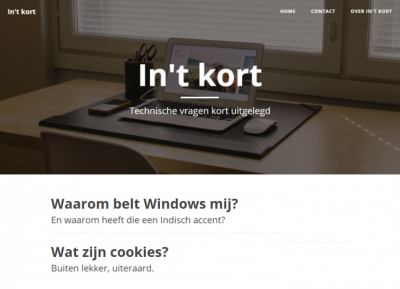 In't kort
HOME CONTACT OVER IN'T KORT
In't kort
Technische vragen kort uitgelegd
Waarom belt Windows mij?
En waarom heeft die een Indisch accent?
Wat zijn cookies?
Buiten lekker, uiteraard.